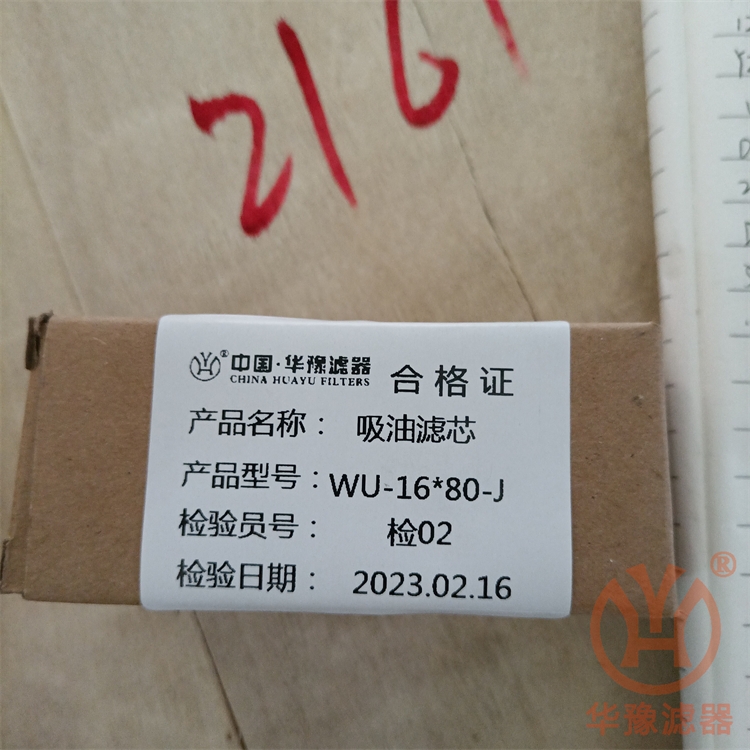 216
中国·华豫滤器
CHINA HUAYU FILTERS
合格证
产品名称： 吸油滤芯
产品型号：WU-16*80-J
检验员号： 检02
检验日期： 2023.02.16
华豫滤器